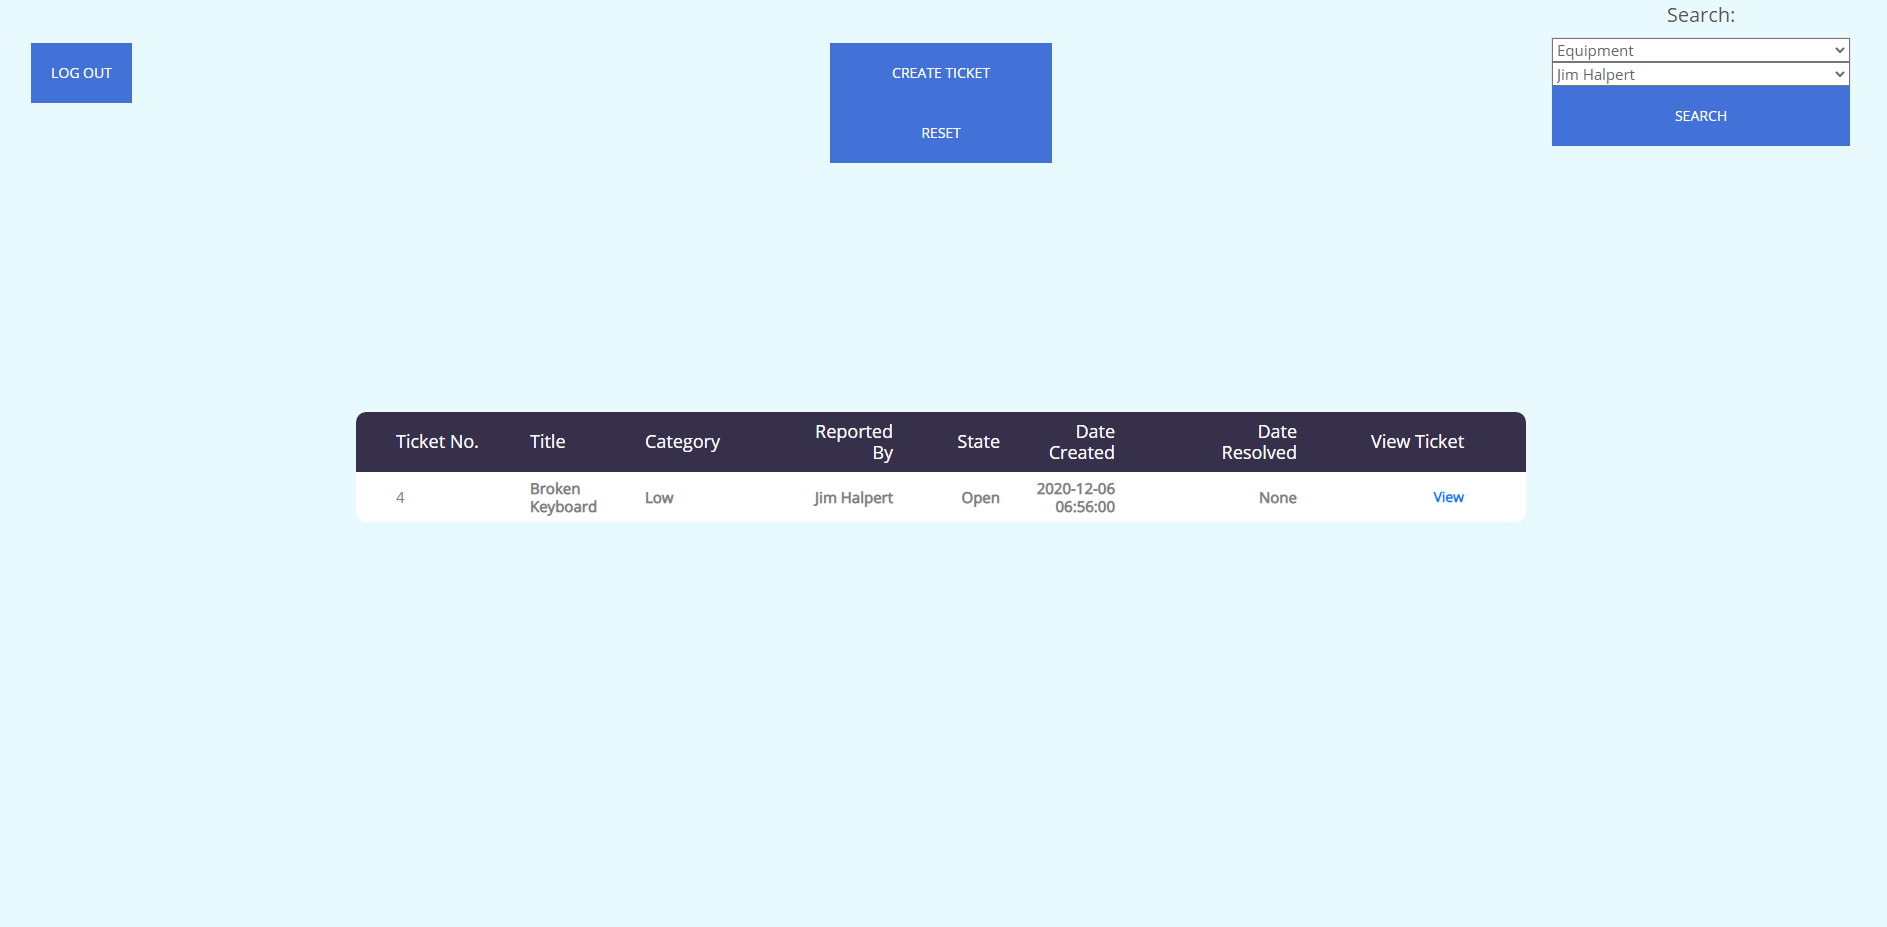 Search:
LOG OUT
CREATE TICKET
RESET
Equipment
Jim Halpert
SEARCH
Ticket No. Title Category Reported By State Date Created Date Resolved View Ticket
4 Broken Keyboard Low Jim Halpert Open 2020-12-06 06:56:00 None View